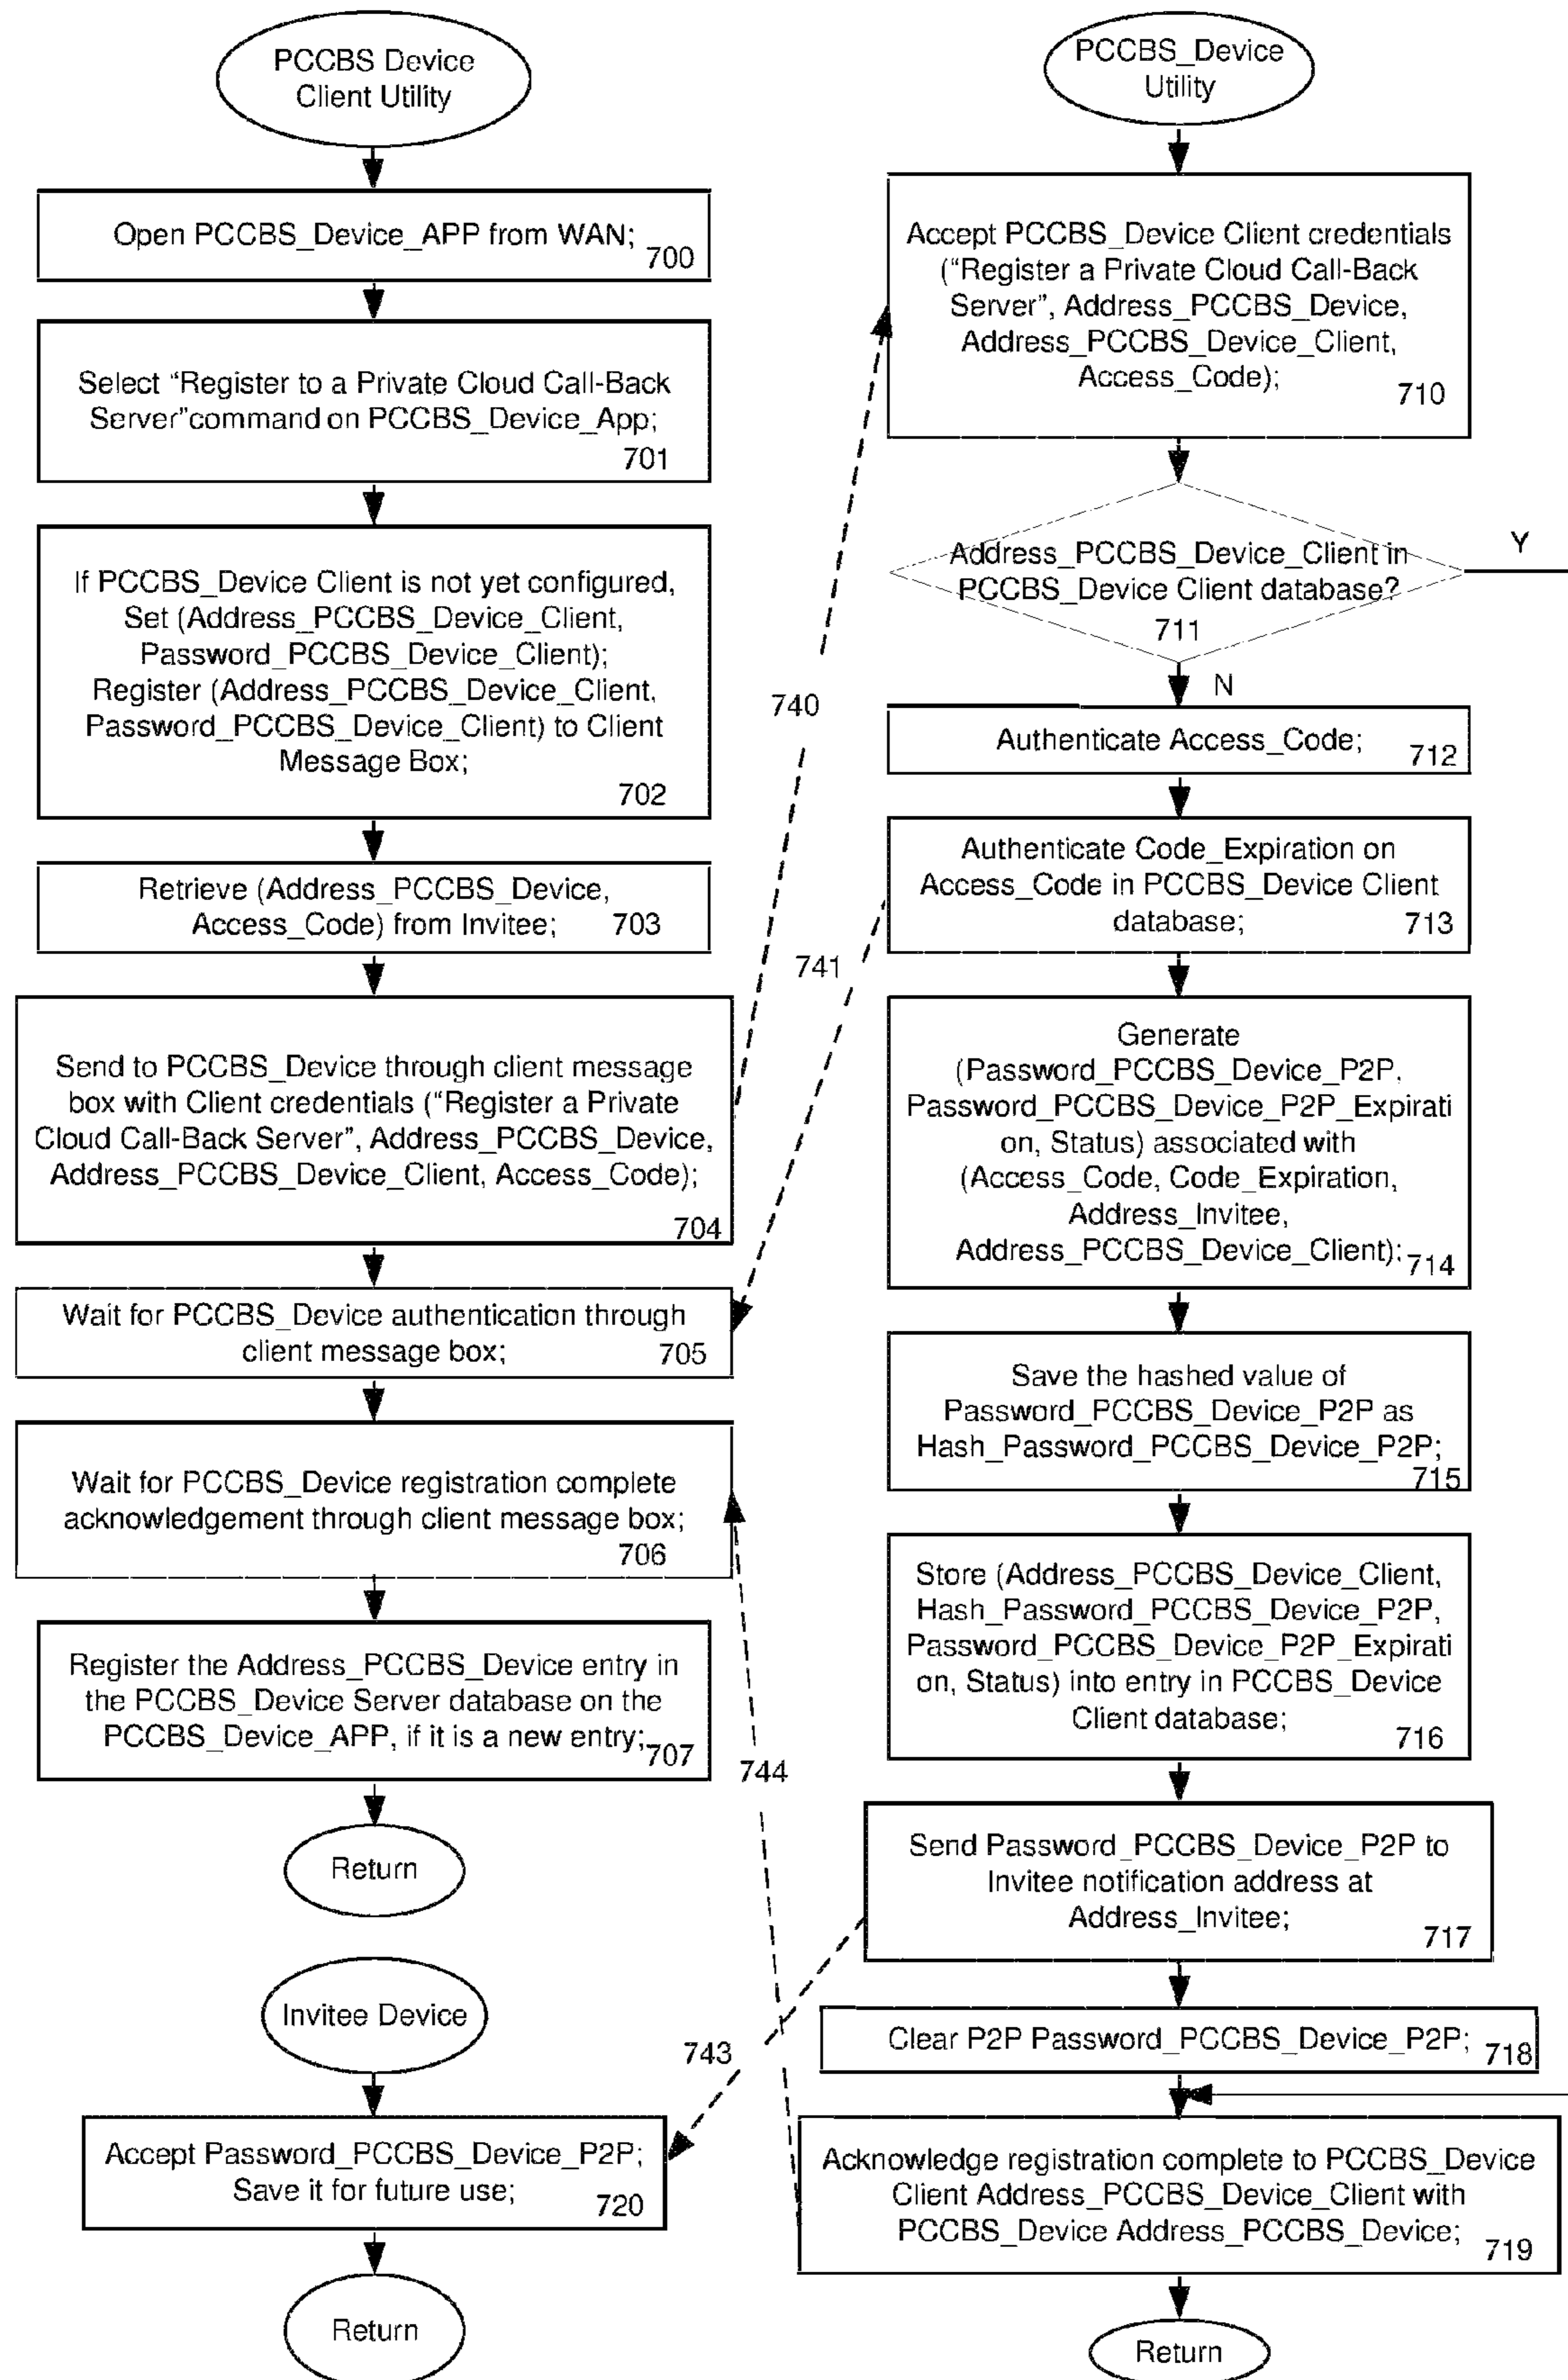 PCCBS Device
Client Utility
Open PCCBS_Device_APP from WAN;
700
Select “Register to a Private Cloud Call-Back
Server”command on PCCBS_Device_App;
701
If PCCBS_Device Client is not yet configured,
Set (Address_PCCBS_Device_Client,
Password_PCCBS_Device_Client);
Register (Address_PCCBS_Device_Client,
Password_PCCBS_Device_Client) to Client
Message Box;
702
Retrieve (Address_PCCBS_Device,
Access_Code) from Invitee;
703
Send to PCCBS_Device through client message
box with Client credentials (“Register a Private
Cloud Call-Back Server”, Address_PCCBS_Device,
Address_PCCBS_Device_Client, Access_Code);
704
Wait for PCCBS_Device authentication through
client message box;
705
Wait for PCCBS_Device registration complete
acknowledgement through client message box;
706
Register the Address_PCCBS_Device entry in
the PCCBS_Device Server database on the
PCCBS_Device_APP, if it is a new entry;
707
Return
Invitee Device
Accept Password_PCCBS_Device_P2P;
Save it for future use;
720
Return
740
741
744
743
PCCBS_Device
Utility
Accept PCCBS_Device Client credentials
(“Register a Private Cloud Call-Back
Server”, Address_PCCBS_Device,
Address_PCCBS_Device_Client,
Access_Code);
710
Address_PCCBS_Device_Client in
PCCBS_Device Client database?
711
Y
N
Authenticate Access_Code;
712
Authenticate Code_Expiration on
Access_Code in PCCBS_Device Client
database;
713
Generate
(Password_PCCBS_Device_P2P,
Password_PCCBS_Device_P2P_Expirati
on, Status) associated with
(Access_Code, Code_Expiration,
Address_Invitee,
Address_PCCBS_Device_Client);
714
Save the hashed value of
Password_PCCBS_Device_P2P as
Hash_Password_PCCBS_Device_P2P;
715
Store (Address_PCCBS_Device_Client,
Hash_Password_PCCBS_Device_P2P,
Password_PCCBS_Device_P2P_Expirati
on, Status) into entry in PCCBS_Device
Client database;
716
Send Password_PCCBS_Device_P2P to
Invitee notification address at
Address_Invitee;
717
Clear P2P Password_PCCBS_Device_P2P;
718
Acknowledge registration complete to PCCBS_Device
Client Address_PCCBS_Device_Client with
PCCBS_Device Address_PCCBS_Device;
719
Return